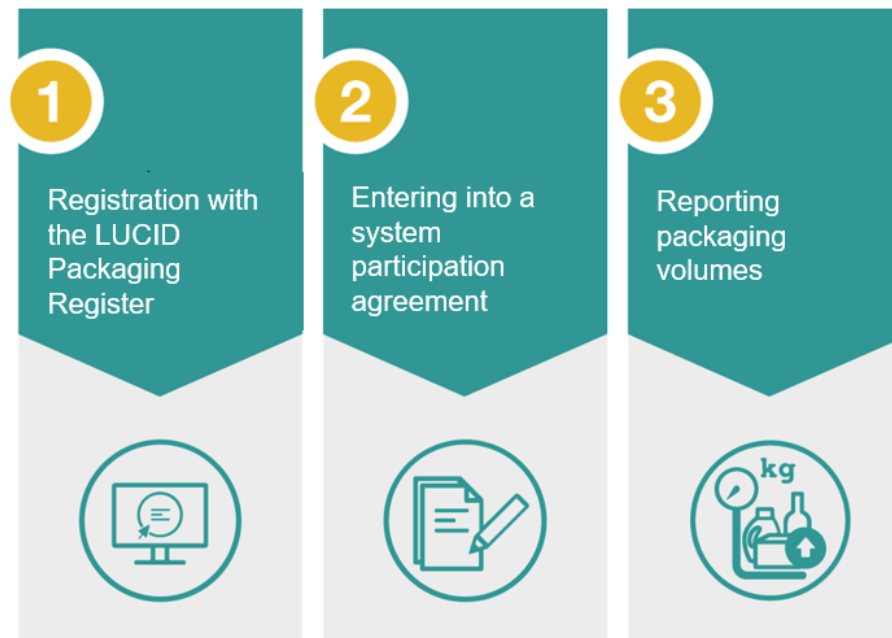 1
Registration with
the LUCID
Packaging
Register
2
Entering into a
system
participation
agreement
3
Reporting
packaging
volumes
kg